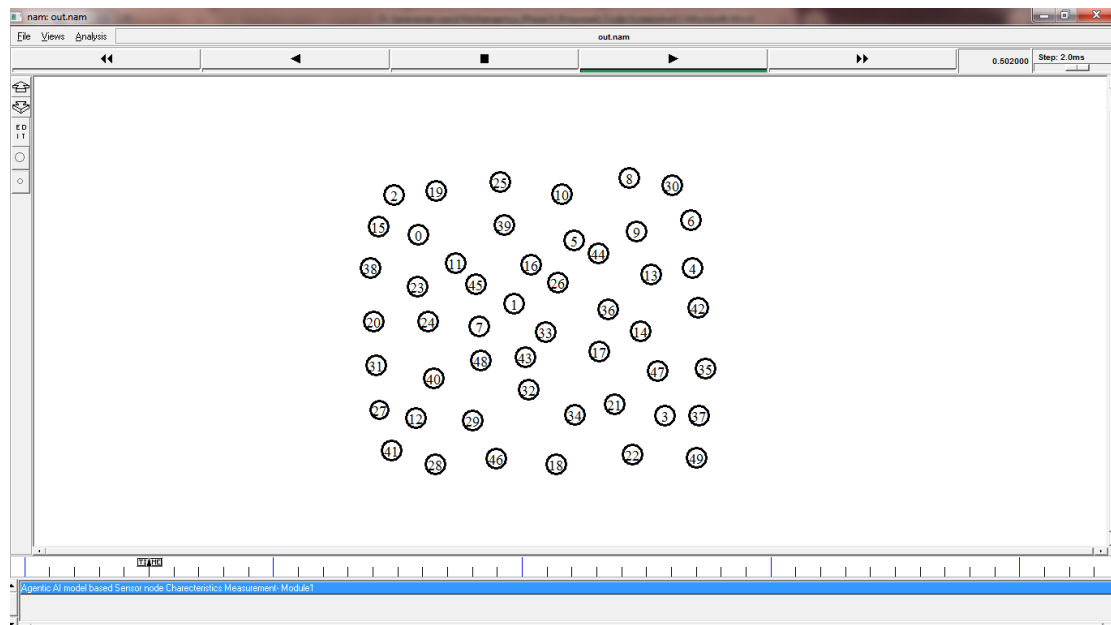 nam: out.nam
File Views Analysis out.nam
0.502000 Step: 2.0ms
E D
I T
8
25 30
2 19 10
6
15 39 9
0 5
44
38 11 16 13 4
23 45 26
1 36 42
20 24 7 33 14
17
31 48 43 47 35
40
32
27 12 29 34 21 3 37
41 28 46 18 22 49
TIME
Agentic AI model based Sensor node Charecteristics Measurement- Module1